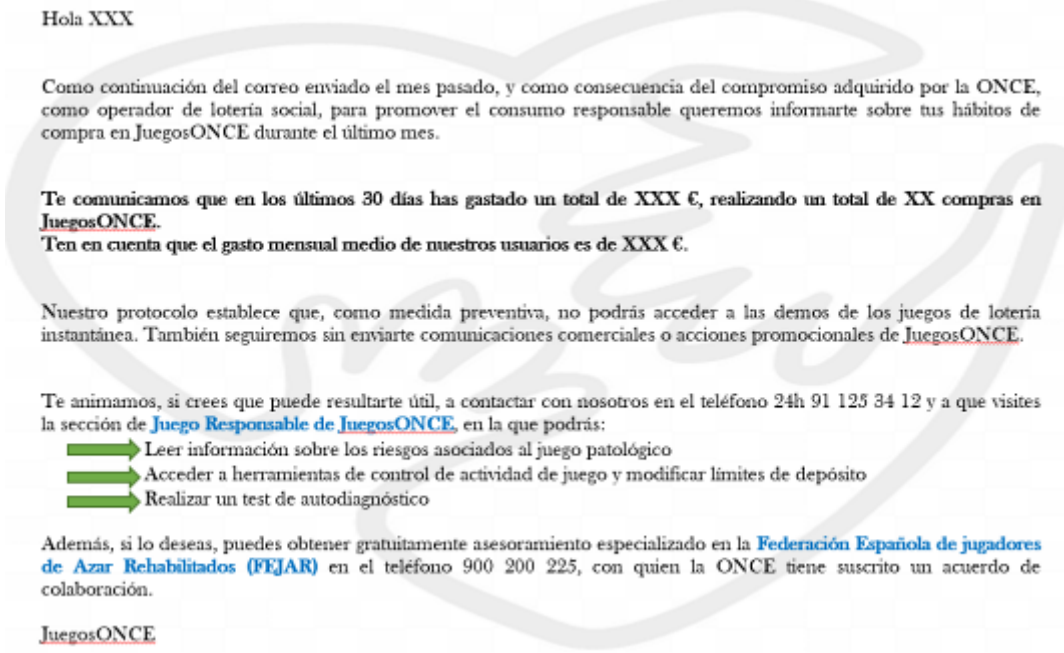 Hola XXX
Como continuación del correo enviado el mes pasado, y como consecuencia del compromiso adquirido por la ONCE,
como operador de lotería social, para promover el consumo responsable queremos informarte sobre tus hábitos de
compra en JuegosONCE durante el último mes.
Te comunicamos que en los últimos 30 días has gastado un total de XXX €, realizando un total de XX compras en
JuegosONCE.
Ten en cuenta que el gasto mensual medio de nuestros usuarios es de XXX €.
Nuestro protocolo establece que, como medida preventiva, no podrás acceder a las demos de los juegos de lotería
instantánea. También seguiremos sin enviarte comunicaciones comerciales o acciones promocionales de JuegosONCE.
Te animamos, si crees que puede resultarte útil, a contactar con nosotros en el teléfono 24h 91 125 34 12 y a que visites
la sección de Juego Responsable de JuegosONCE, en la que podrás:
Leer información sobre los riesgos asociados al juego patológico
Acceder a herramientas de control de actividad de juego y modificar límites de depósito
Realizar un test de autodiagnóstico
Además, si lo deseas, puedes obtener gratuitamente asesoramiento especializado en la Federación Española de jugadores
de Azar Rehabilitados (FEJAR) en el teléfono 900 200 225, con quien la ONCE tiene suscrito un acuerdo de
colaboración.
JuegosONCE